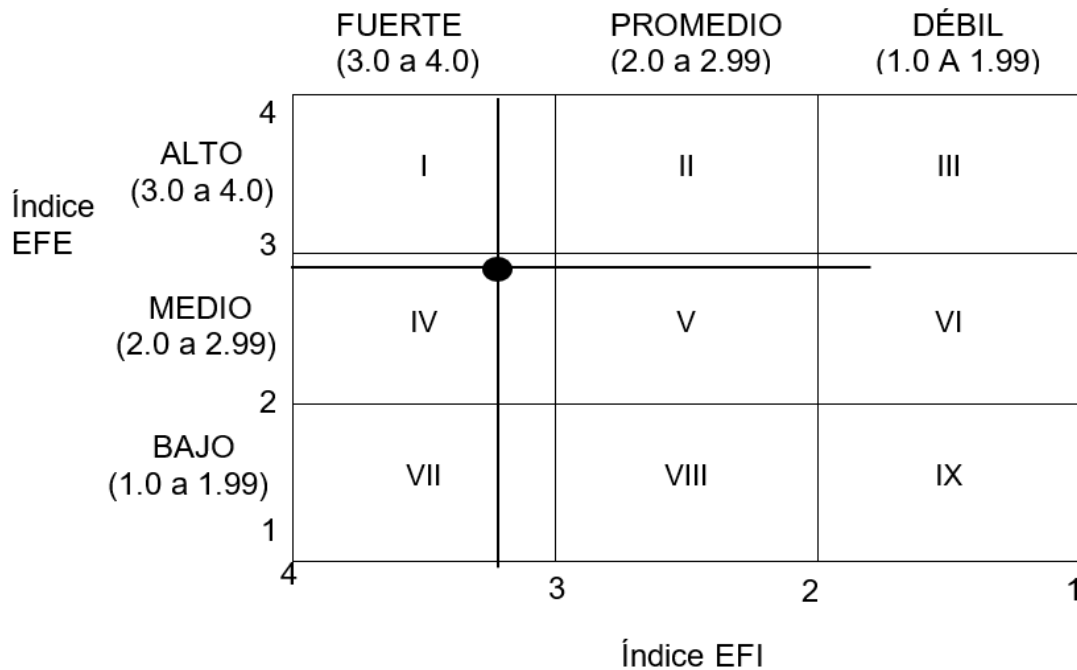 FUERTE
(3.0 a 4.0)
PROMEDIO
(2.0 a 2.99)
DÉBIL
(1.0 A 1.99)
4
ALTO
(3.0 a 4.0)
I
II
III
Índice
EFE
3
MEDIO
(2.0 a 2.99)
IV
V
VI
2
BAJO
(1.0 a 1.99)
VII
VIII
IX
1
4
3
2
1
Índice EFI